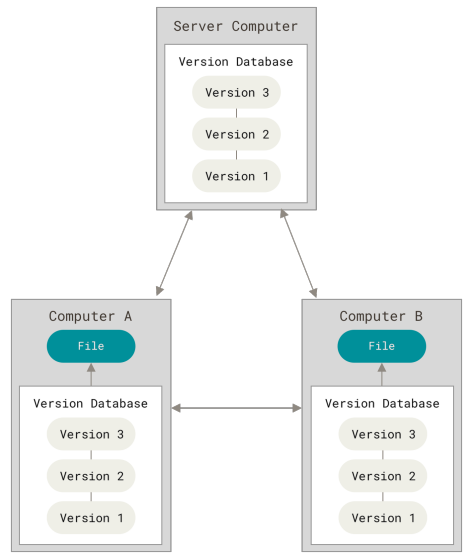 Server Computer
Version Database
Version 3
Version 2
Version 1
Computer A
File
Version Database
Version 3
Version 2
Version 1
Computer B
File
Version Database
Version 3
Version 2
Version 1